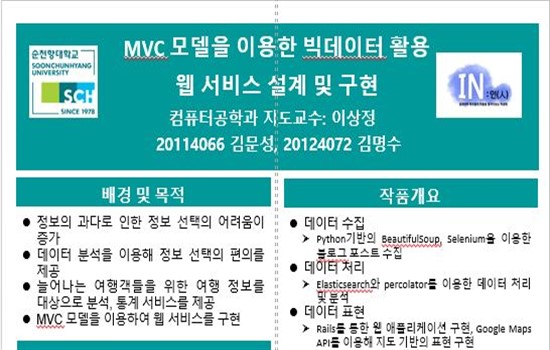 순천향대학교
SOONCHUNHYANG
UNIVERSITY
SCH
SINCE 1978
MVC 모델을 이용한 빅데이터 활용
웹 서비스 설계 및 구현
컴퓨터공학과 지도교수: 이상정
20114066 김문성, 20124072 김명수
IN:인(사)
배경 및 목적
● 정보의 과다로 인한 정보 선택의 어려움이
증가
● 데이터 분석을 이용해 정보 선택의 편의를
제공
● 늘어나는 여행객들을 위한 여행 정보를
대상으로 분석, 통계 서비스를 제공
● MVC 모델을 이용하여 웹 서비스를 구현
작품개요
● 데이터 수집
➢ Python기반의 BeautifulSoup, Selenium을 이용한
블로그 포스트 수집
● 데이터 처리
➢ Elasticsearch와 percolator를 이용한 데이터 처리
및 분석
● 데이터 표현
➢ Rails를 통한 웹 애플리케이션 구현, Google Maps
API를 이용해 지도 기반의 표현 구현